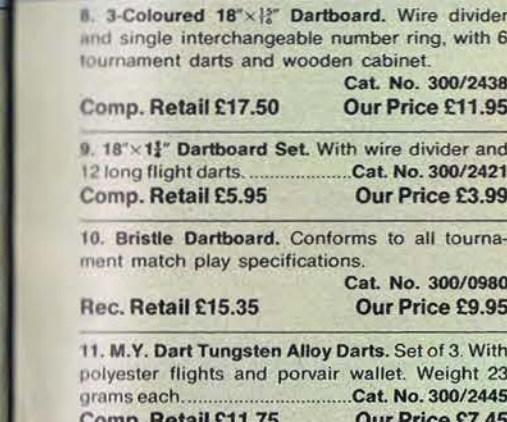 8. 3-Coloured 18"×1⁵⁄₆" Dartboard. Wire divider
and single interchangeable number ring, with 6
tournament darts and wooden cabinet.
Cat. No. 300/2438
Comp. Retail £17.50 Our Price £11.95
9. 18"× Dartboard Set. With wire divider and
12 long flight darts. ...................Cat. No. 300/2421
Comp. Retail £5.95 Our Price £3.99
10. Bristle Dartboard. Conforms to all tourna-
ment match play specifications.
Cat. No. 300/0980
Rec. Retail £15.35 Our Price £9.95
11. M.Y. Dart Tungsten Alloy Darts. Set of 3. With
polyester flights and porvair wallet. Weight 23
grams each..............................Cat. No. 300/2445
Comp. Retail £11.75 Our Price £7.45